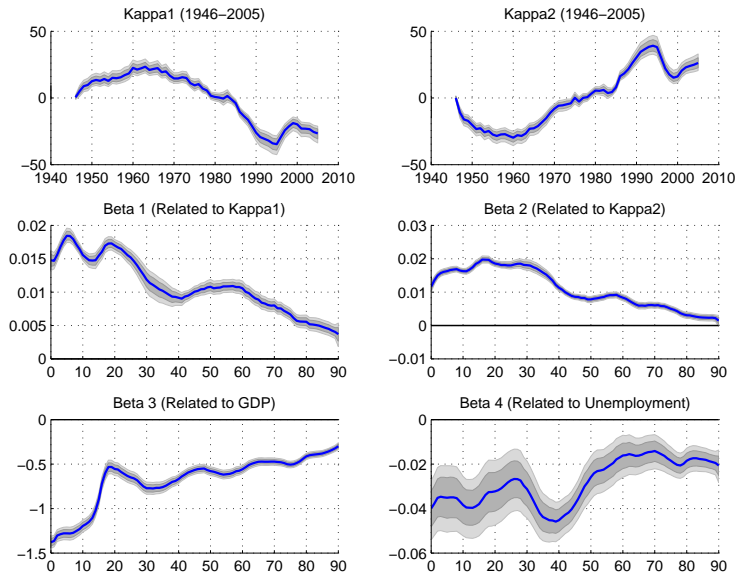 Kappa1 (1946−2005)
50
0
−50
1940 1950 1960 1970 1980 1990 2000 2010
Kappa2 (1946−2005)
50
0
−50
1940 1950 1960 1970 1980 1990 2000 2010
Beta 1 (Related to Kappa1)
0.02
0.015
0.01
0.005
0
0 10 20 30 40 50 60 70 80 90
Beta 2 (Related to Kappa2)
0.03
0.02
0.01
0
−0.01
0 10 20 30 40 50 60 70 80 90
Beta 3 (Related to GDP)
0
−0.5
−1
−1.5
0 10 20 30 40 50 60 70 80 90
Beta 4 (Related to Unemployment)
0
−0.02
−0.04
−0.06
0 10 20 30 40 50 60 70 80 90